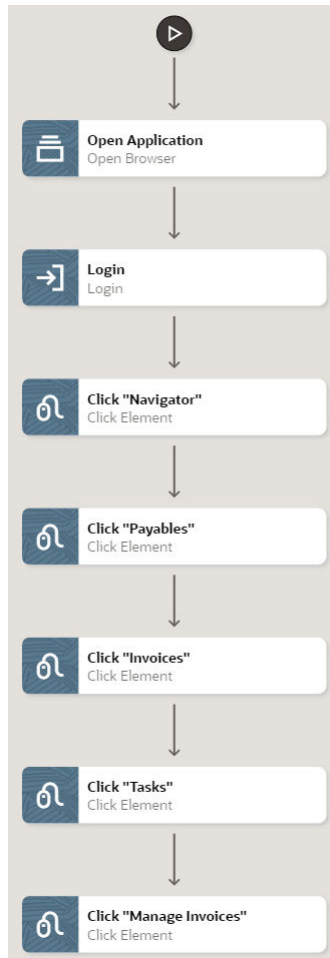 Open Application
Open Browser
Login
Login
Click "Navigator"
Click Element
Click "Payables"
Click Element
Click "Invoices"
Click Element
Click "Tasks"
Click Element
Click "Manage Invoices"
Click Element